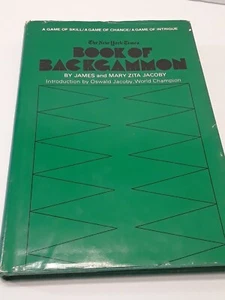 A GAME OF SKILL/A GAME OF CHANCE/A GAME OF INTRIGUE
The New York Times
BOOK OF
BACKGAMMON
BY JAMES and MARY ZITA JACOBY
Introduction by Oswald Jacoby, World Champion